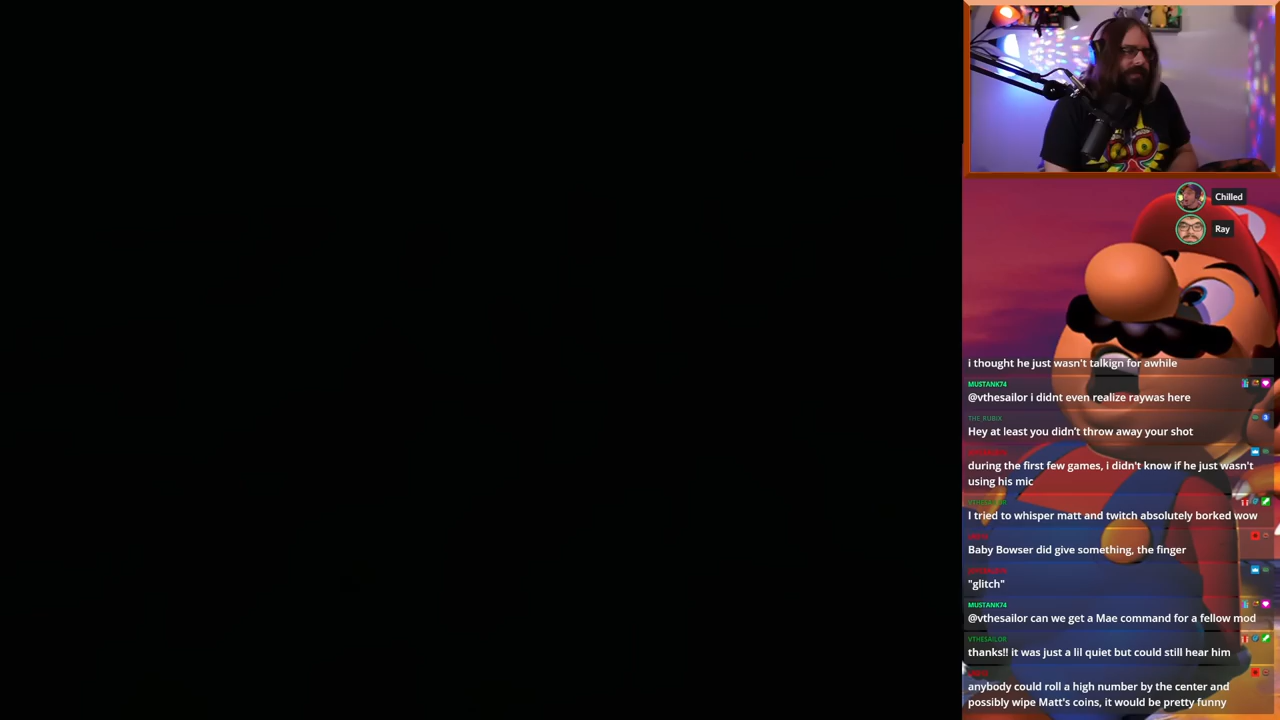 Chilled
Ray
i thought he just wasn't talkign for awhile
MUSTANK74
@vthesailor i didnt even realize raywas here
THE_RUBIX
Hey at least you didn't throw away your shot
during the first few games, i didn't know if he just wasn't
using his mic
VTHESAILOR
I tried to whisper matt and twitch absolutely borked wow
Baby Bowser did give something, the finger
"glitch"
MUSTANK74
@vthesailor can we get a Mae command for a fellow mod
VTHESAILOR
thanks!! it was just a lil quiet but could still hear him
anybody could roll a high number by the center and
possibly wipe Matt's coins, it would be pretty funny